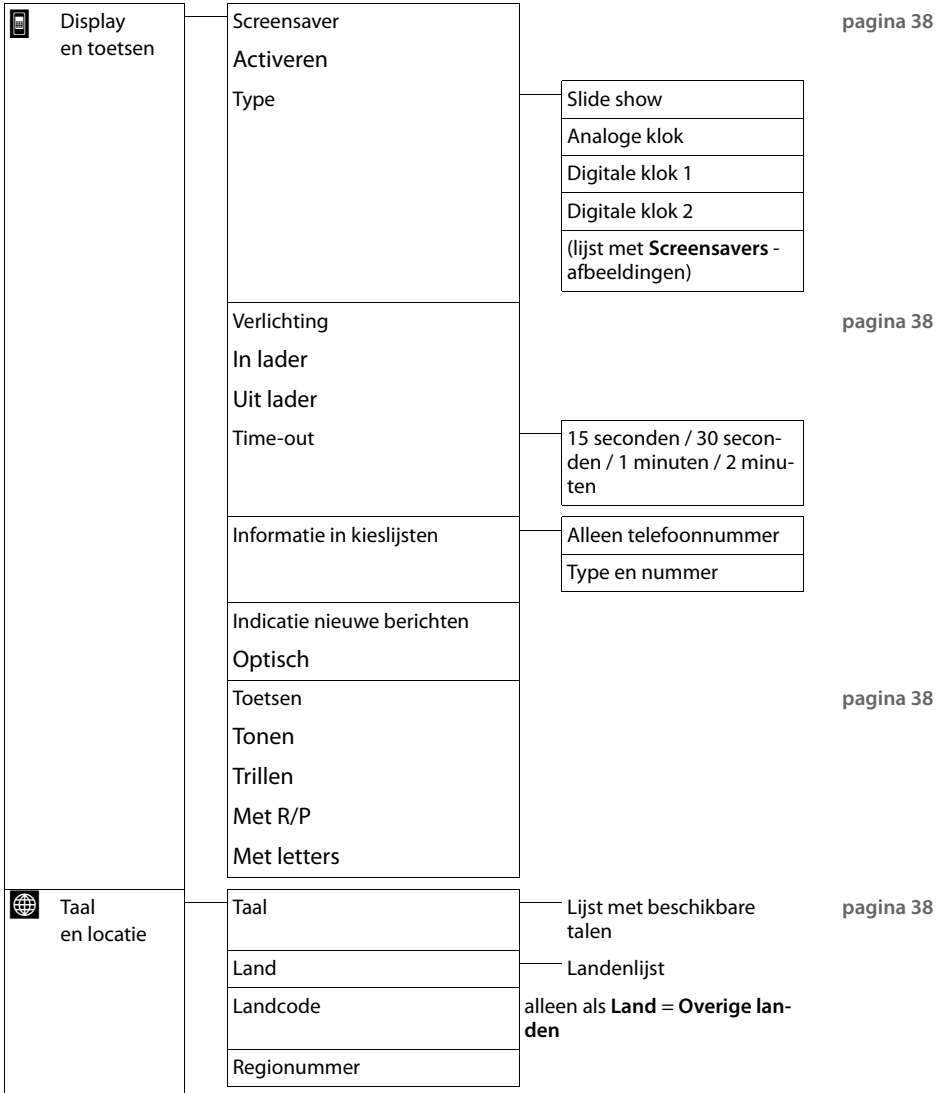 Display
en toetsen
Screensaver
pagina 38
Activeren
Type
Slide show
Analoge klok
Digitale klok 1
Digitale klok 2
(lijst met Screensavers -
afbeeldingen)
Verlichting
pagina 38
In lader
Uit lader
Time-out
15 seconden / 30 secon-
den / 1 minuten / 2 minu-
ten
Informatie in kieslijsten
Alleen telefoonnummer
Type en nummer
Indicatie nieuwe berichten
Optisch
Toetsen
pagina 38
Tonen
Trillen
Met R/P
Met letters
Taal
en locatie
Taal
Lijst met beschikbare
talen
pagina 38
Land
Landenlijst
Landcode
alleen als Land = Overige lan-
den
Regionummer